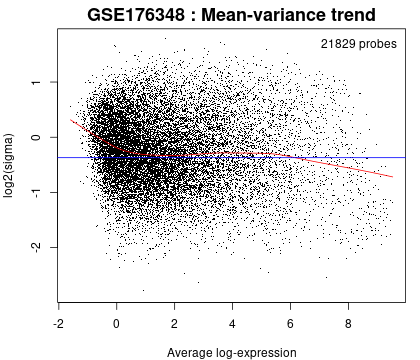 GSE176348 : Mean-variance trend
21829 probes
log2(sigma)
1
0
-1
-2
-2 0 2 4 6 8
Average log-expression